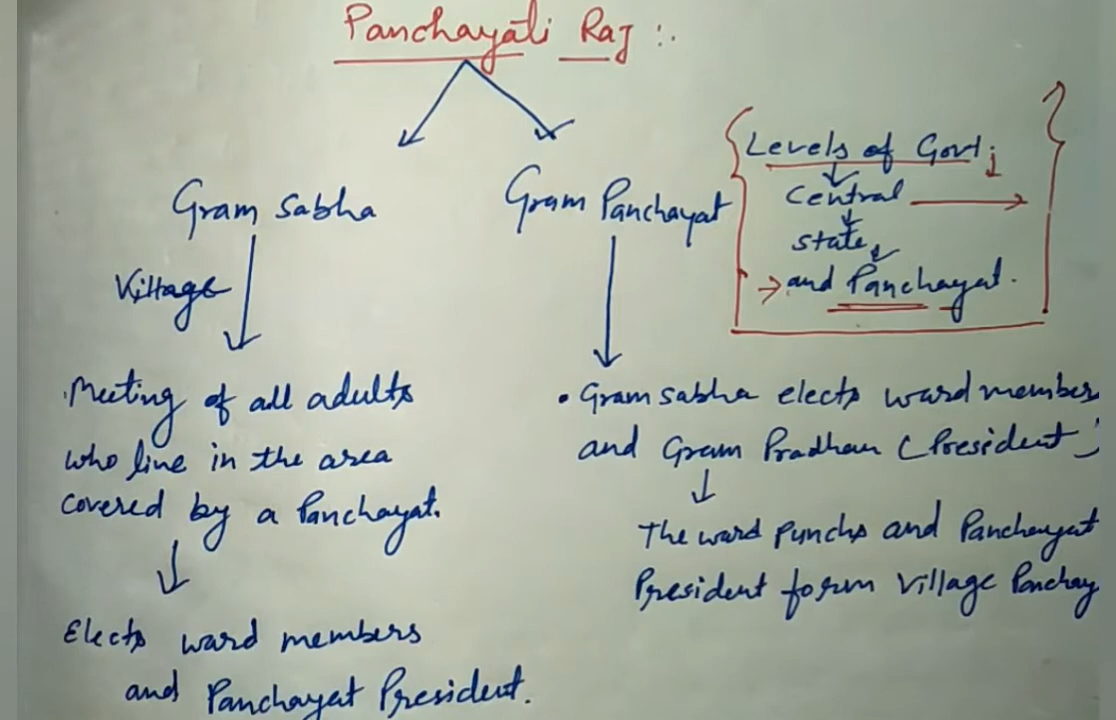 Panchayati Raj :.
Gram Sabha
Village
Meeting of all adults
who line in the area
covered by a Panchayat.
Elects ward members
and Panchayat President.
Gram Panchayat
• Gram sabha elects ward member
and Gram Pradhan (President)
The ward Punchs and Panchayat
President form Village Panchay
Levels of Govt;
Central
state,
and Panchayat.